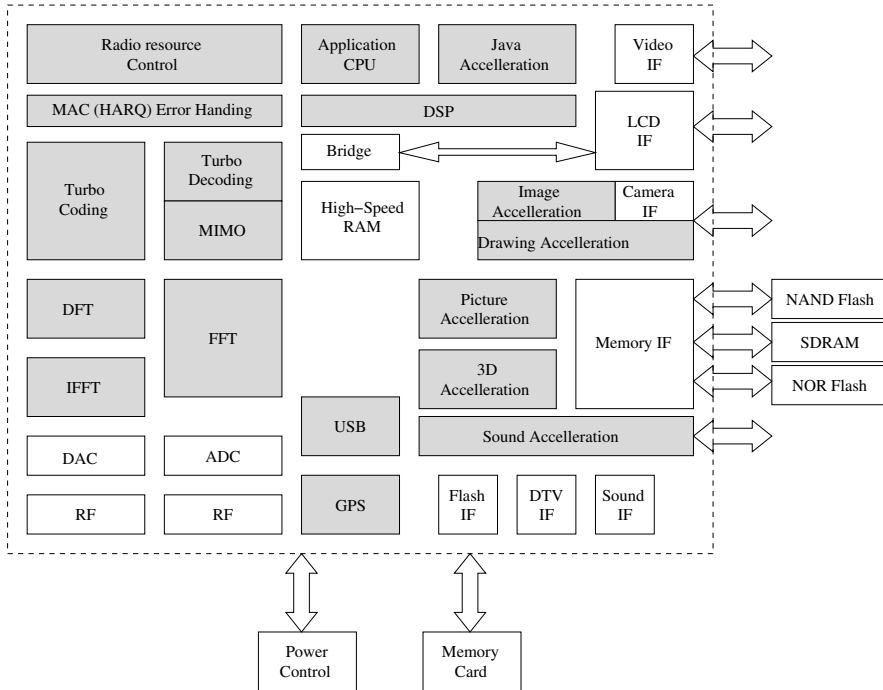 Radio resource
Control
Application
CPU
Java
Accelleration
Video
IF
MAC (HARQ) Error Handing
DSP
LCD
IF
Bridge
Turbo
Coding
Turbo
Decoding
MIMO
High−Speed
RAM
Image
Accelleration
Camera
IF
Drawing Accelleration
DFT
FFT
Picture
Accelleration
Memory IF
NAND Flash
SDRAM
NOR Flash
IFFT
3D
Accelleration
USB
Sound Accelleration
DAC
ADC
RF
RF
GPS
Flash
IF
DTV
IF
Sound
IF
Power
Control
Memory
Card